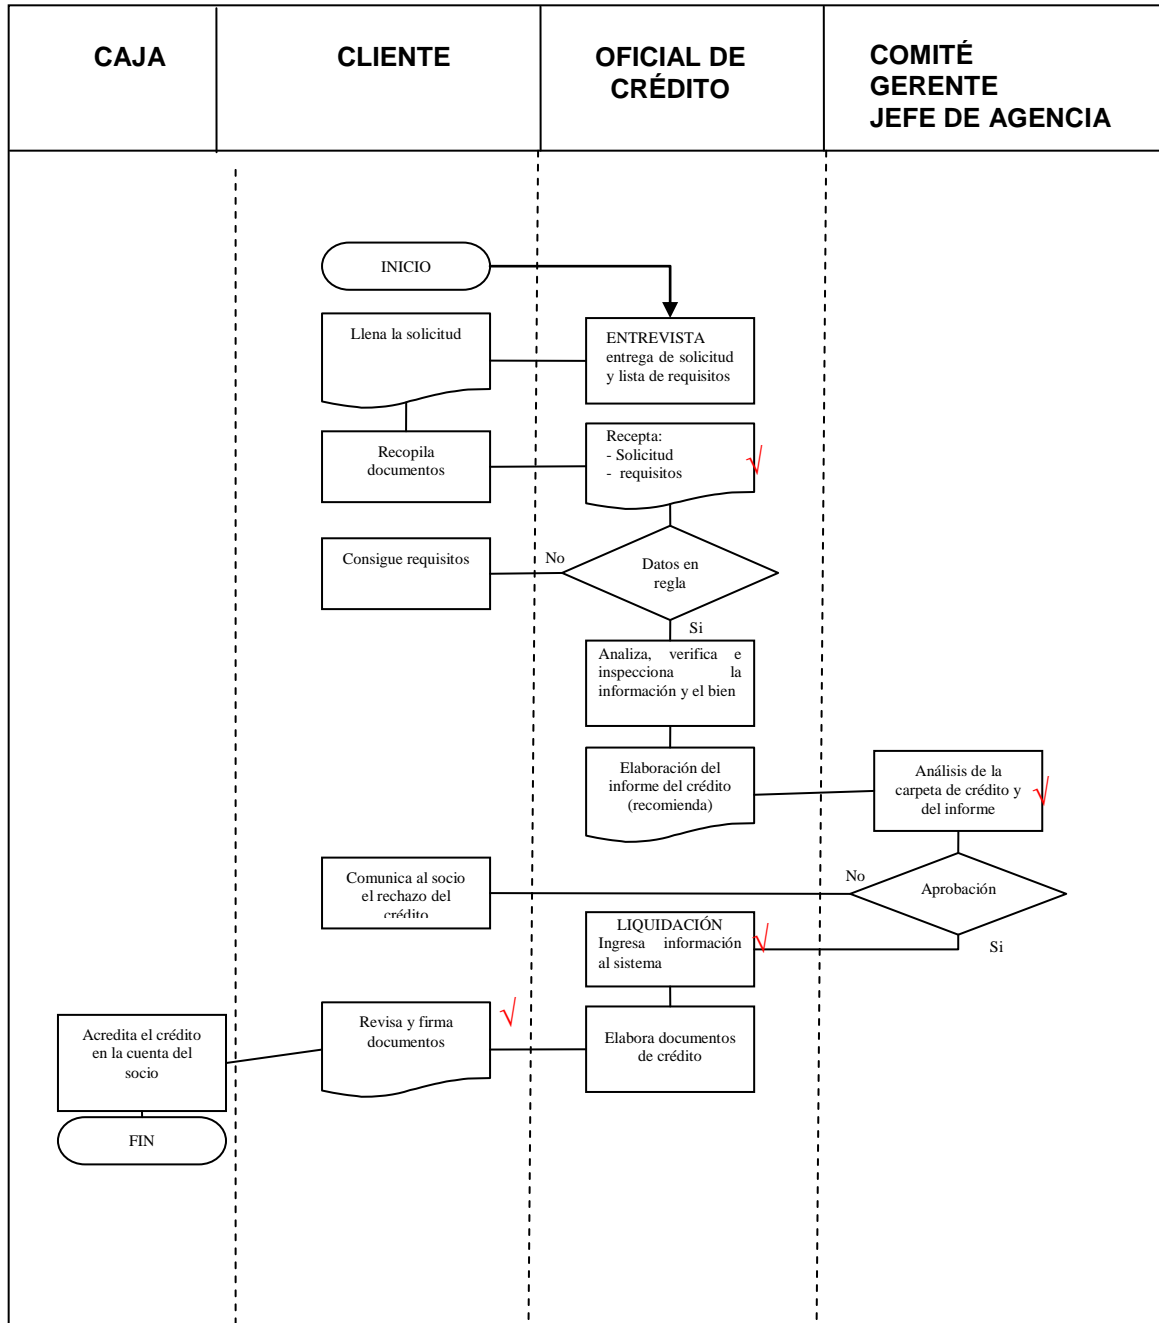 CAJA
CLIENTE
OFICIAL DE
CRÉDITO
COMITÉ
GERENTE
JEFE DE AGENCIA
INICIO
Llena la solicitud
ENTREVISTA
entrega de solicitud
y lista de requisitos
Recopila
documentos
Recepta:
- Solicitud
- requisitos
√
Consigue requisitos
No
Datos en
regla
Si
Analiza, verifica e
inspecciona la
información y el bien
Elaboración del
informe del crédito
(recomienda)
Análisis de la
carpeta de crédito y
del informe
√
Comunica al socio
el rechazo del
crédito
No
Aprobación
Si
LIQUIDACIÓN
Ingresa información
al sistema
√
Acredita el crédito
en la cuenta del
socio
Revisa y firma
documentos
√
Elabora documentos
de crédito
FIN